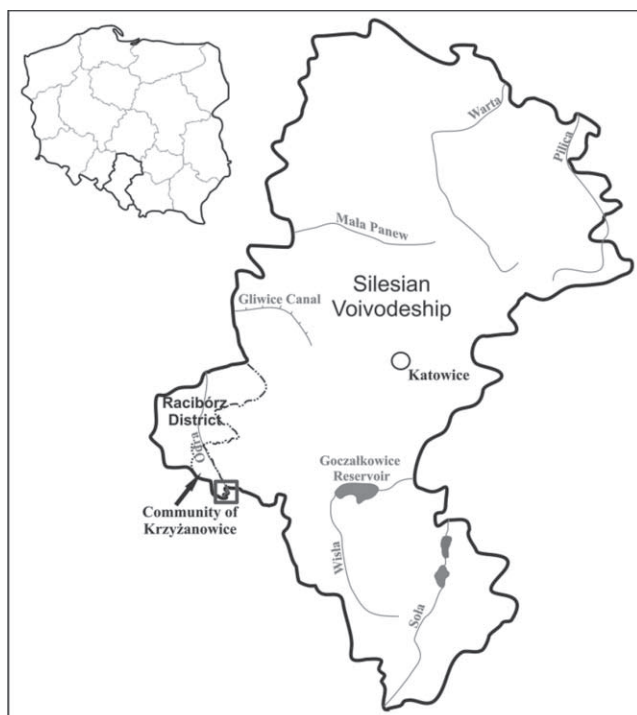 Warta
Pilica
Mała Panew
Silesian
Voivodeship
Gliwice Canal
Katowice
Racibórz
District
Odra
Goczałkowice
Reservoir
Community of
Krzyżanowice
Wisła
Soła